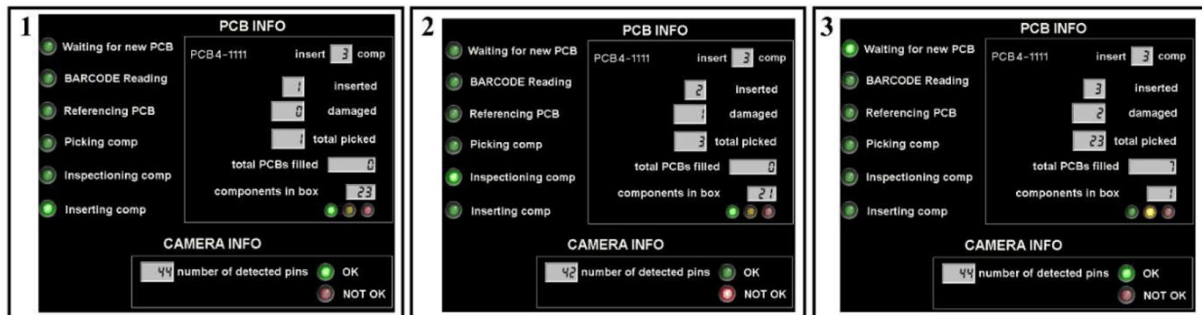 1
PCB INFO
Waiting for new PCB
PCB4-1111 insert 3 comp
BARCODE Reading
1 inserted
Referencing PCB
0 damaged
Picking comp
1 total picked
total PCBs filled 0
Inspectioning comp
components in box 23
Inserting comp
CAMERA INFO
44 number of detected pins OK
NOT OK
2
PCB INFO
Waiting for new PCB
PCB4-1111 insert 3 comp
BARCODE Reading
2 inserted
Referencing PCB
1 damaged
Picking comp
3 total picked
total PCBs filled 0
Inspectioning comp
components in box 21
Inserting comp
CAMERA INFO
42 number of detected pins OK
NOT OK
3
PCB INFO
Waiting for new PCB
PCB4-1111 insert 3 comp
BARCODE Reading
3 inserted
Referencing PCB
2 damaged
Picking comp
23 total picked
total PCBs filled 7
Inspectioning comp
components in box 1
Inserting comp
CAMERA INFO
44 number of detected pins OK
NOT OK